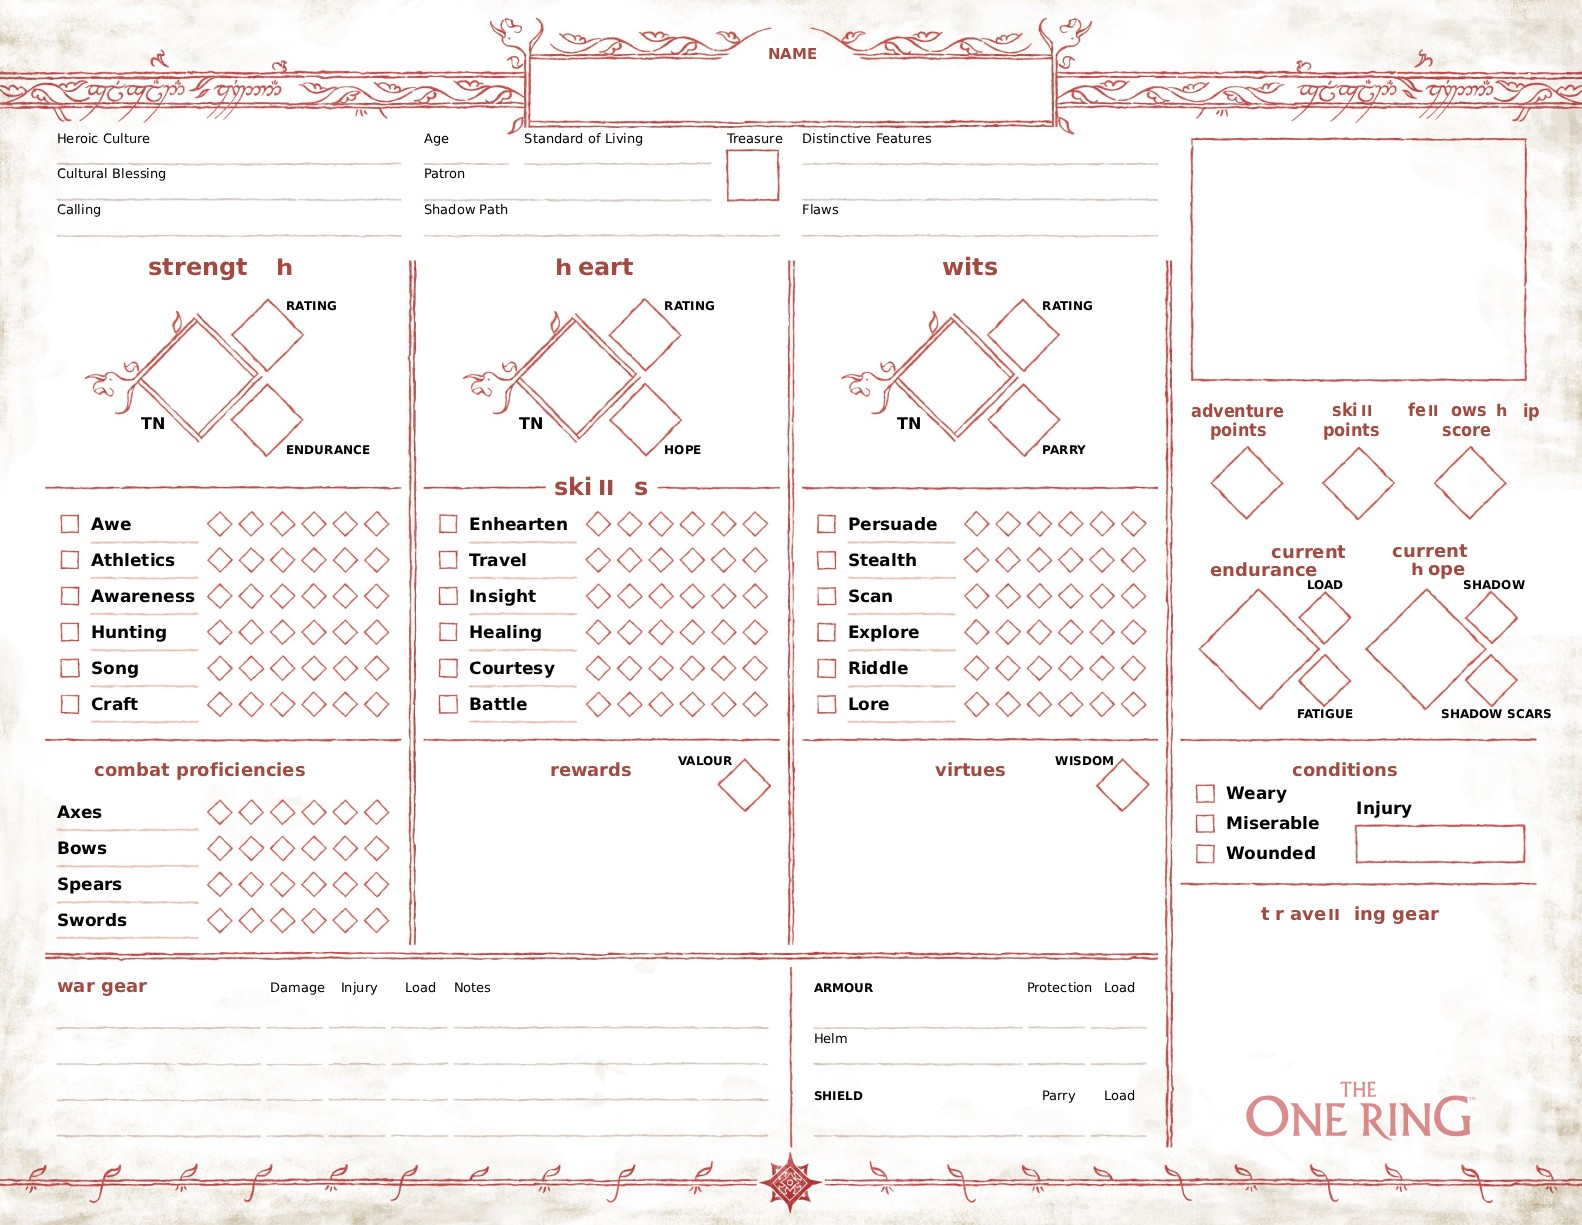 NAME
Heroic Culture
Age
Standard of Living
Treasure
Distinctive Features
Cultural Blessing
Patron
Calling
Shadow Path
Flaws
strengt h
RATING
TN
ENDURANCE
h eart
RATING
TN
HOPE
wits
RATING
TN
PARRY
adventure
points
ski ll
points
fe ll ows h ip
score
ski ll s
Awe
Athletics
Awareness
Hunting
Song
Craft
Enhearten
Travel
Insight
Healing
Courtesy
Battle
Persuade
Stealth
Scan
Explore
Riddle
Lore
current
endurance
LOAD
FATIGUE
current
h ope
SHADOW
SHADOW SCARS
combat proficiencies
Axes
Bows
Spears
Swords
rewards
VALOUR
virtues
WISDOM
conditions
Weary
Miserable
Wounded
Injury
t r ave ll ing gear
war gear
Damage
Injury
Load
Notes
ARMOUR
Protection
Load
Helm
SHIELD
Parry
Load
THE
ONE RING™